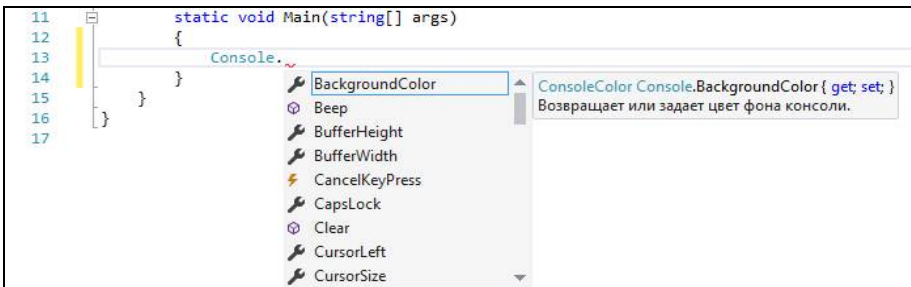 11 static void Main(string[] args)
12 {
13 Console.
14 }
15 }
16 }
17
BackgroundColor
Beep
BufferHeight
BufferWidth
CancelKeyPress
CapsLock
Clear
CursorLeft
CursorSize
ConsoleColor Console.BackgroundColor { get; set; }
Возвращает или задает цвет фона консоли.